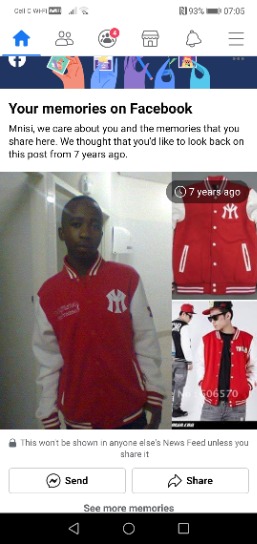 Cell C Wi-Fi
93%
07:05
Your memories on Facebook
Mnisi, we care about you and the memories that you
share here. We thought that you'd like to look back on
this post from 7 years ago.
7 years ago
NY
NY
06570
This won't be shown in anyone else's News Feed unless you
share it
Send
Share
See more memories